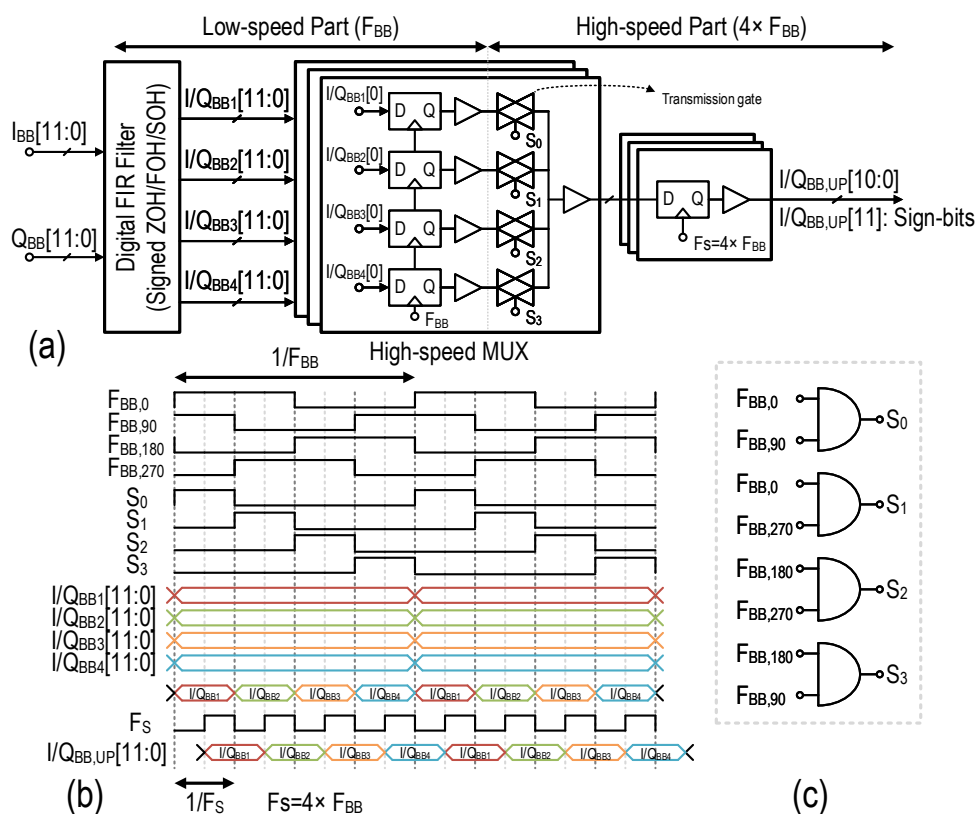 Low-speed Part (FBB)
High-speed Part (4× FBB)
Digital FIR Filter
(Signed ZOH/FOH/SOH)
IBB[11:0]
QBB[11:0]
I/QBB1[11:0]
I/QBB2[11:0]
I/QBB3[11:0]
I/QBB4[11:0]
I/QBB1[0]
D Q
S0
Transmission gate
I/QBB2[0]
D Q
S1
I/QBB3[0]
D Q
S2
I/QBB4[0]
D Q
S3
FBB
D Q
Fs=4× FBB
I/QBB,UP[10:0]
I/QBB,UP[11]: Sign-bits
(a)
High-speed MUX
1/FBB
FBB,0
FBB,90
FBB,180
FBB,270
S0
S1
S2
S3
I/QBB1[11:0]
I/QBB2[11:0]
I/QBB3[11:0]
I/QBB4[11:0]
I/QBB1 I/QBB2 I/QBB3 I/QBB4 I/QBB1 I/QBB2 I/QBB3 I/QBB4
FS
I/QBB,UP[11:0]
I/QBB1 I/QBB2 I/QBB3 I/QBB4 I/QBB1 I/QBB2 I/QBB3 I/QBB4
(b)
1/FS
Fs=4× FBB
FBB,0
FBB,90
S0
FBB,0
FBB,270
S1
FBB,180
FBB,270
S2
FBB,180
FBB,90
S3
(c)